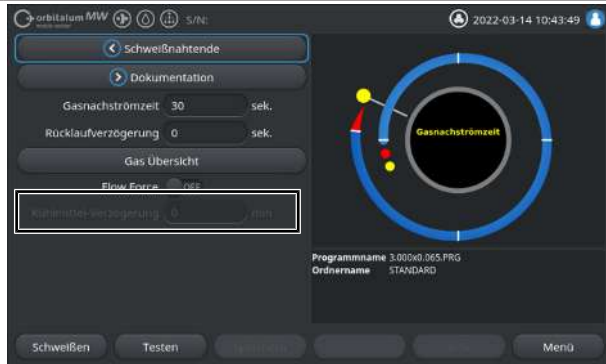 orbitalum MW S/N: 2022-03-14 10:43:49
Schweißnahtende
Dokumentation
Gasnachströmzeit 30 sek.
Rücklaufverzögerung 0 sek.
Gas Übersicht
Flow Force OFF
Kühlmittel-Verzögerung 0 min
Gasnachströmzeit
Programmname 3.000x0.065.PRG
Ordnername STANDARD
Schweißen Testen Menü